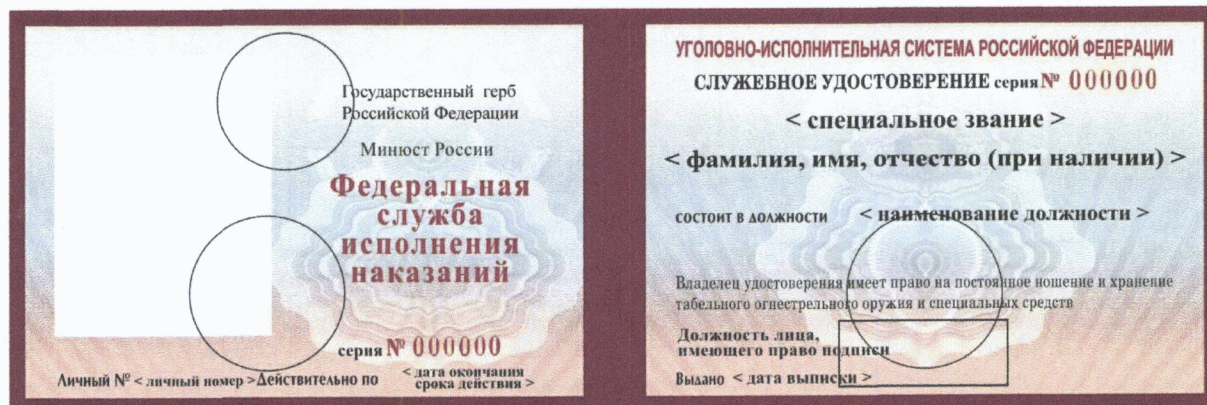 Государственный герб
Российской Федерации
Минюст России
Федеральная
служба
исполнения
наказаний
серия № 000000
Личный № < личный номер > Действительно по < дата окончания
срока действия >
УГОЛОВНО-ИСПОЛНИТЕЛЬНАЯ СИСТЕМА РОССИЙСКОЙ ФЕДЕРАЦИИ
СЛУЖЕБНОЕ УДОСТОВЕРЕНИЕ серия № 000000
< специальное звание >
< фамилия, имя, отчество (при наличии) >
состоит в должности < наименование должности >
Владелец удостоверения имеет право на постоянное ношение и хранение
табельного огнестрельного оружия и специальных средств
Должность лица,
имеющего право подписи
Выдано < дата выписки >